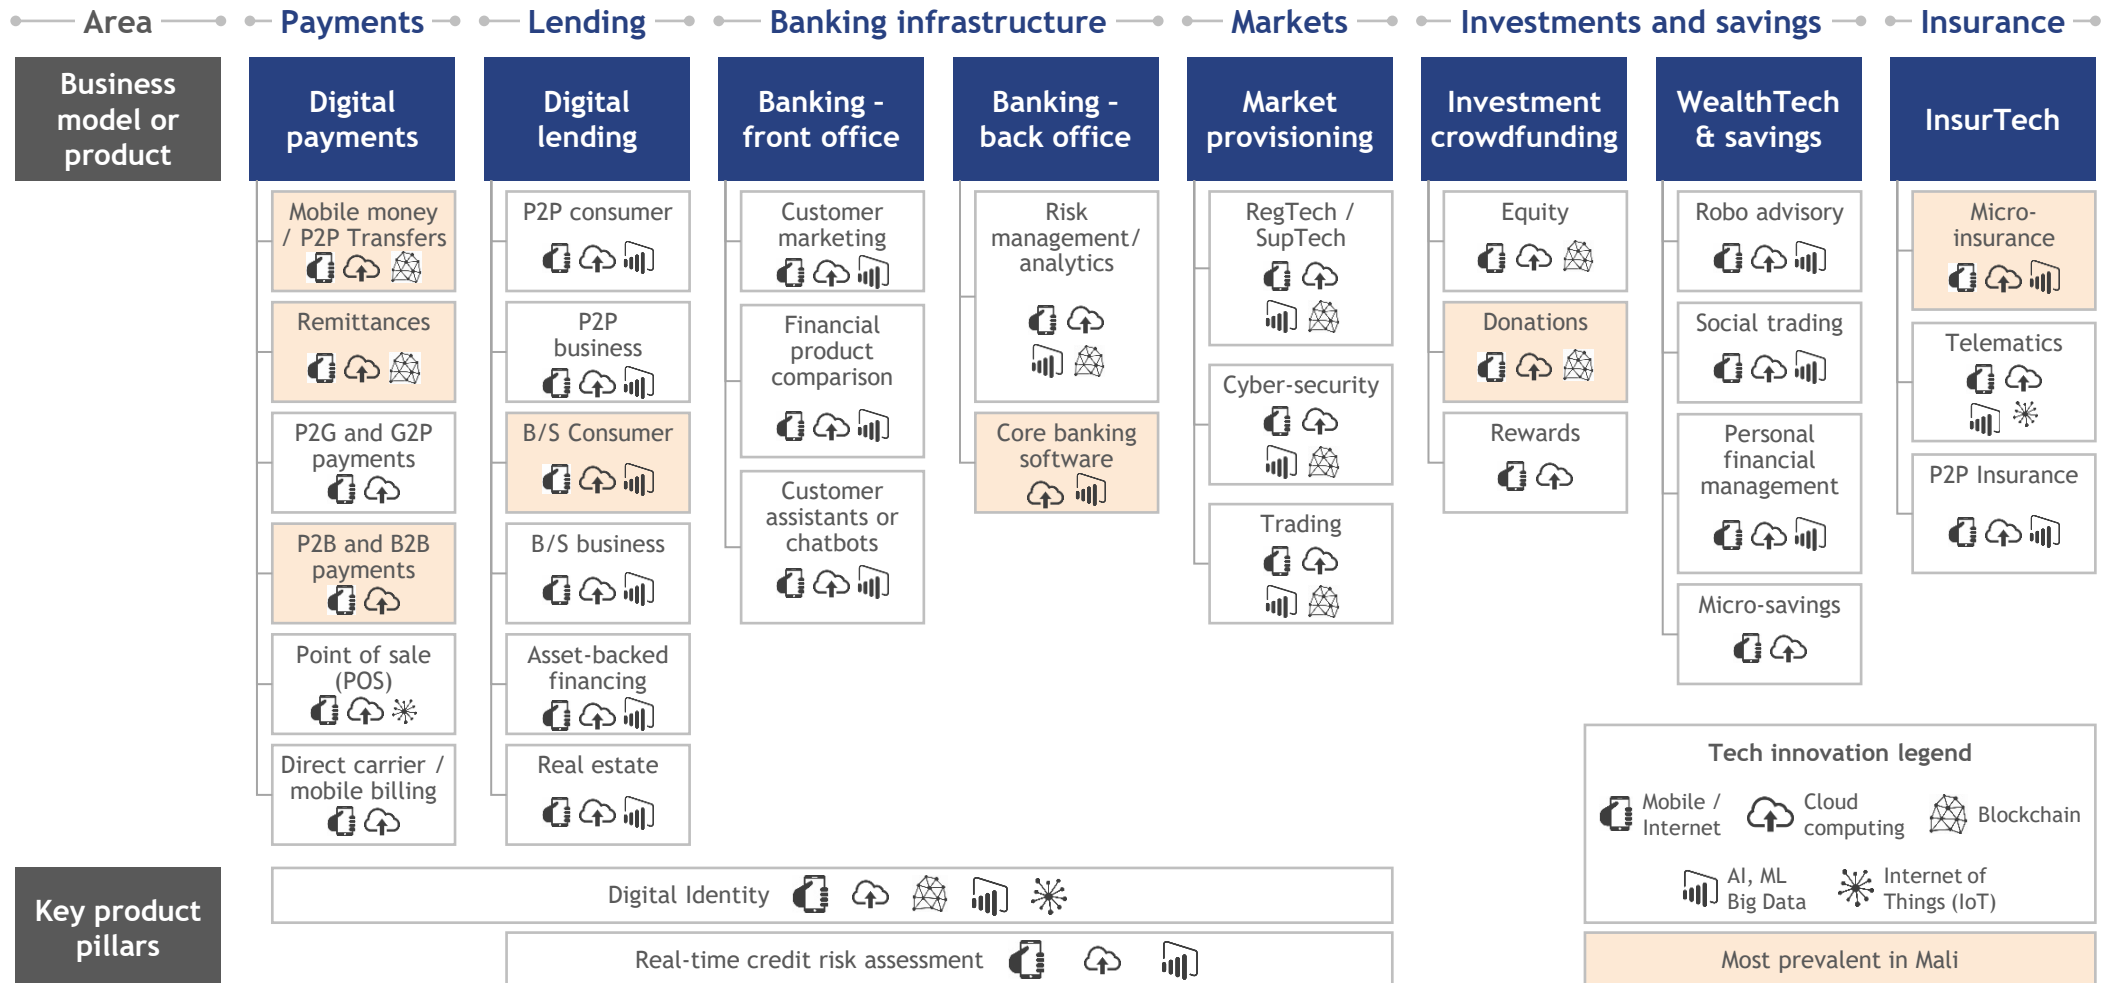 Area
Payments
Lending
Banking infrastructure
Markets
Investments and savings
Insurance
Business
model or
product
Digital
payments
Digital
lending
Banking –
front office
Banking –
back office
Market
provisioning
Investment
crowdfunding
WealthTech
& savings
InsurTech
Mobile money
/ P2P Transfers
Remittances
P2G and G2P
payments
P2B and B2B
payments
Point of sale
(POS)
Direct carrier /
mobile billing
P2P consumer
P2P
business
B/S Consumer
B/S business
Asset-backed
financing
Real estate
Customer
marketing
Financial
product
comparison
Customer
assistants or
chatbots
Risk
management/
analytics
Core banking
software
RegTech /
SupTech
Cyber-security
Trading
Equity
Donations
Rewards
Robo advisory
Social trading
Personal
financial
management
Micro-savings
Micro-
insurance
Telematics
P2P Insurance
Tech innovation legend
Mobile /
Internet
Cloud
computing
Blockchain
AI, ML
Big Data
Internet of
Things (IoT)
Most prevalent in Mali
Key product
pillars
Digital Identity
Real-time credit risk assessment